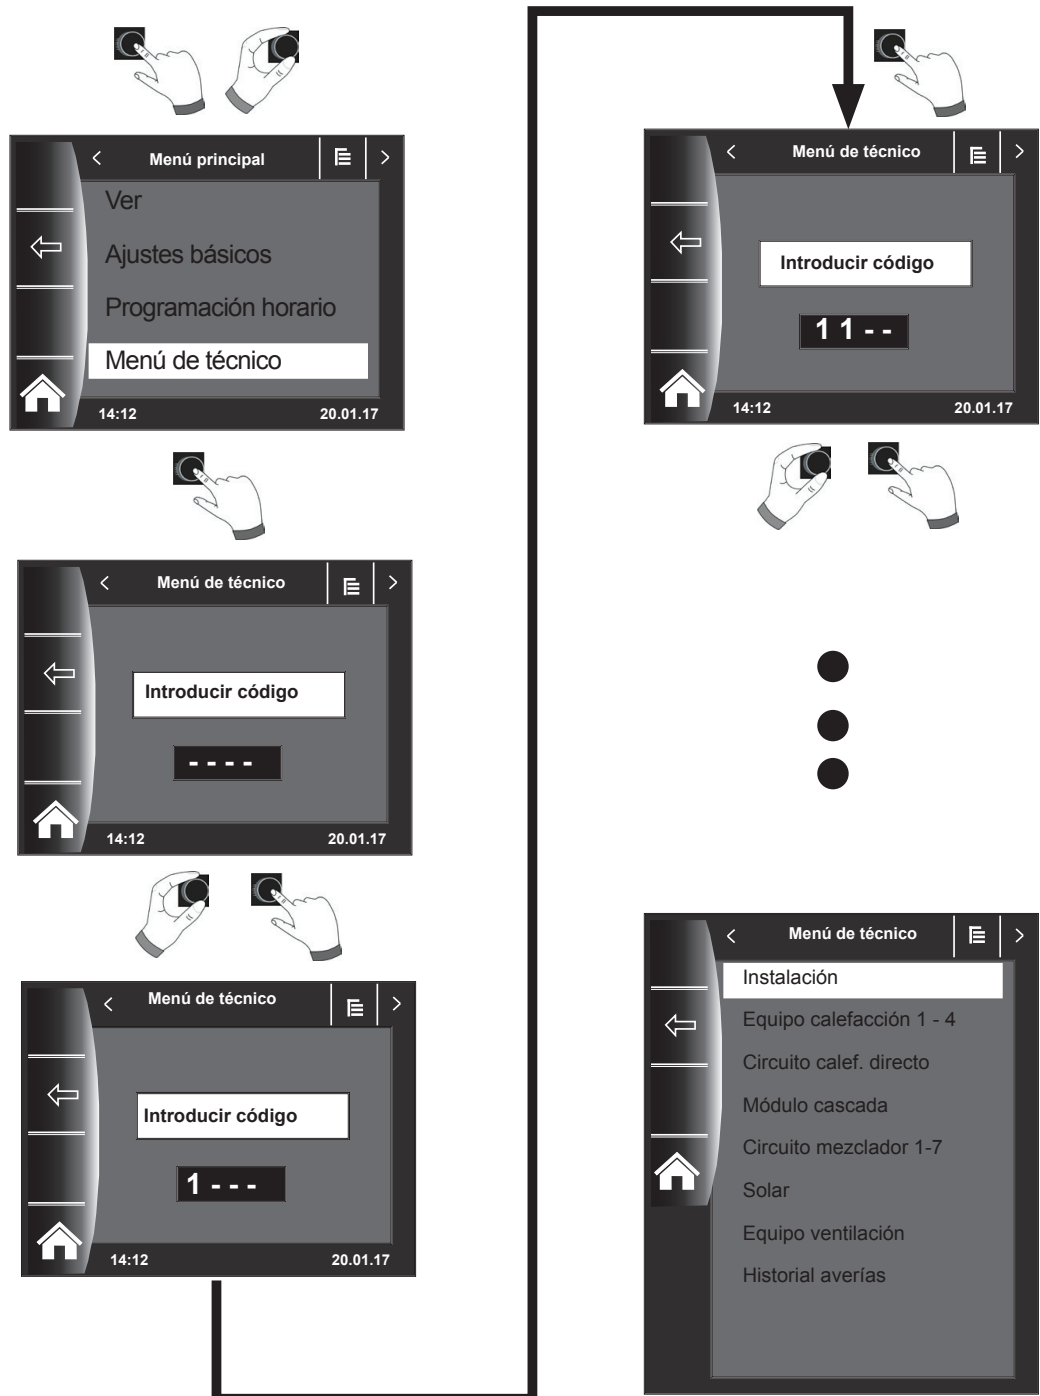 Menú principal
Ver
Ajustes básicos
Programación horario
Menú de técnico
14:12 20.01.17
Menú de técnico
Introducir código
- - - -
14:12 20.01.17
Menú de técnico
Introducir código
1 - - -
14:12 20.01.17
Menú de técnico
Introducir código
1 1 - -
14:12 20.01.17
Menú de técnico
Instalación
Equipo calefacción 1 - 4
Circuito calef. directo
Módulo cascada
Circuito mezclador 1-7
Solar
Equipo ventilación
Historial averías